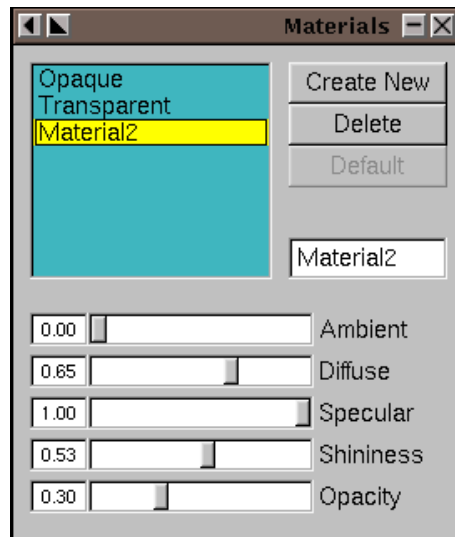 Materials
Opaque
Transparent
Material2
Create New
Delete
Default
Material2
0.00 Ambient
0.65 Diffuse
1.00 Specular
0.53 Shininess
0.30 Opacity